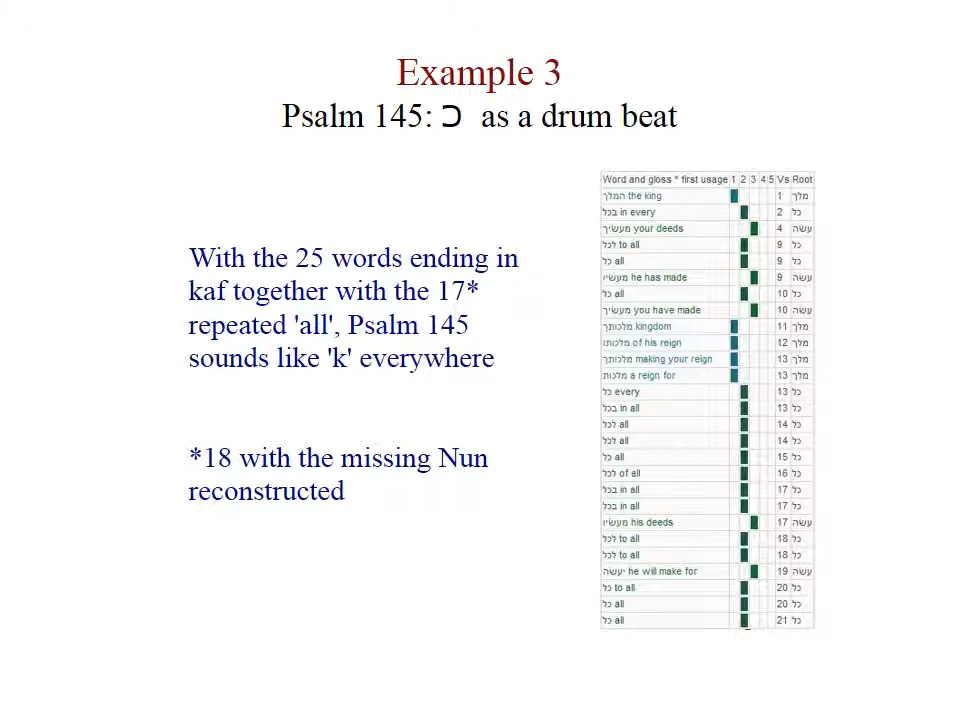 Example 3
Psalm 145: כ as a drum beat
With the 25 words ending in
kaf together with the 17*
repeated 'all', Psalm 145
sounds like 'k' everywhere
*18 with the missing Nun
reconstructed
Word and gloss * first usage 1 2 3 4 5 Vs Root
המלך the king 1 מלך
בכל in every 2 כל
מעשיך your deeds 4 עשה
לכל to all 9 כל
כל all 9 כל
מעשיו he has made 9 עשה
כל all 10 כל
מעשיך you have made 10 עשה
מלכותך kingdom 11 מלך
מלכותו of his reign 12 מלך
מלכותך making your reign 13 מלך
מלכות a reign for 13 מלך
כל every 13 כל
בכל in all 13 כל
לכל all 14 כל
לכל all 14 כל
כל all 15 כל
לכל of all 16 כל
בכל in all 17 כל
בכל in all 17 כל
מעשיו his deeds 17 עשה
לכל to all 18 כל
לכל to all 18 כל
יעשה he will make for 19 עשה
כל to all 20 כל
כל all 20 כל
כל all 21 כל